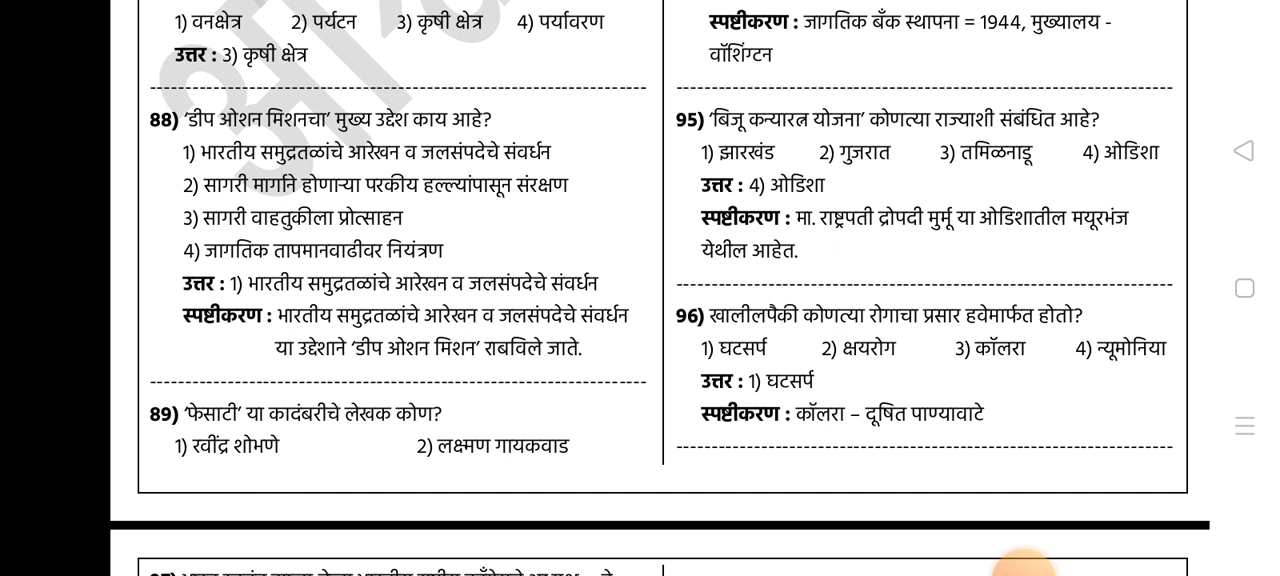 1) वनक्षेत्र 2) पर्यटन 3) कृषी क्षेत्र 4) पर्यावरण
उत्तर : 3) कृषी क्षेत्र
88) 'डीप ओशन मिशनचा' मुख्य उद्देश काय आहे?
1) भारतीय समुद्रतळांचे आरेखन व जलसंपदेचे संवर्धन
2) सागरी मार्गाने होणाऱ्या परकीय हल्ल्यांपासून संरक्षण
3) सागरी वाहतुकीला प्रोत्साहन
4) जागतिक तापमानवाढीवर नियंत्रण
उत्तर : 1) भारतीय समुद्रतळांचे आरेखन व जलसंपदेचे संवर्धन
स्पष्टीकरण : भारतीय समुद्रतळांचे आरेखन व जलसंपदेचे संवर्धन
या उद्देशाने 'डीप ओशन मिशन' राबविले जाते.
89) 'फेसाटी' या कादंबरीचे लेखक कोण?
1) रवींद्र शोभणे 2) लक्ष्मण गायकवाड
स्पष्टीकरण : जागतिक बँक स्थापना = 1944, मुख्यालय -
वॉशिंग्टन
95) 'बिजू कन्यारत्न योजना' कोणत्या राज्याशी संबंधित आहे?
1) झारखंड 2) गुजरात 3) तमिळनाडू 4) ओडिशा
उत्तर : 4) ओडिशा
स्पष्टीकरण : मा. राष्ट्रपती द्रोपदी मुर्मू या ओडिशातील मयूरभंज
येथील आहेत.
96) खालीलपैकी कोणत्या रोगाचा प्रसार हवेमार्फत होतो?
1) घटसर्प 2) क्षयरोग 3) कॉलरा 4) न्यूमोनिया
उत्तर : 1) घटसर्प
स्पष्टीकरण : कॉलरा – दूषित पाण्यावाटे